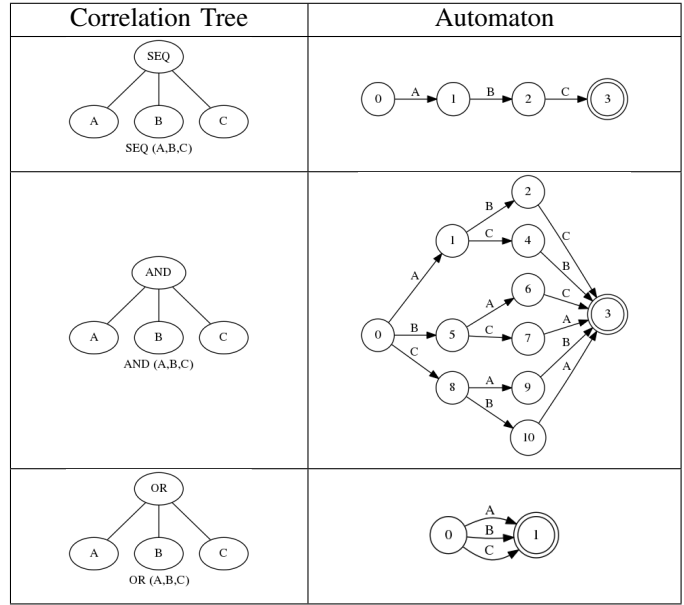 Correlation Tree Automaton
SEQ
A B C
SEQ (A,B,C)
0 A 1 B 2 C 3
AND
A B C
AND (A,B,C)
2
B
1 C 4 C
A B
6
A C
0 B 5 C 7 A 3
C B
8 A 9 A
B
10
OR
A B C
OR (A,B,C)
A
0 B 1
C